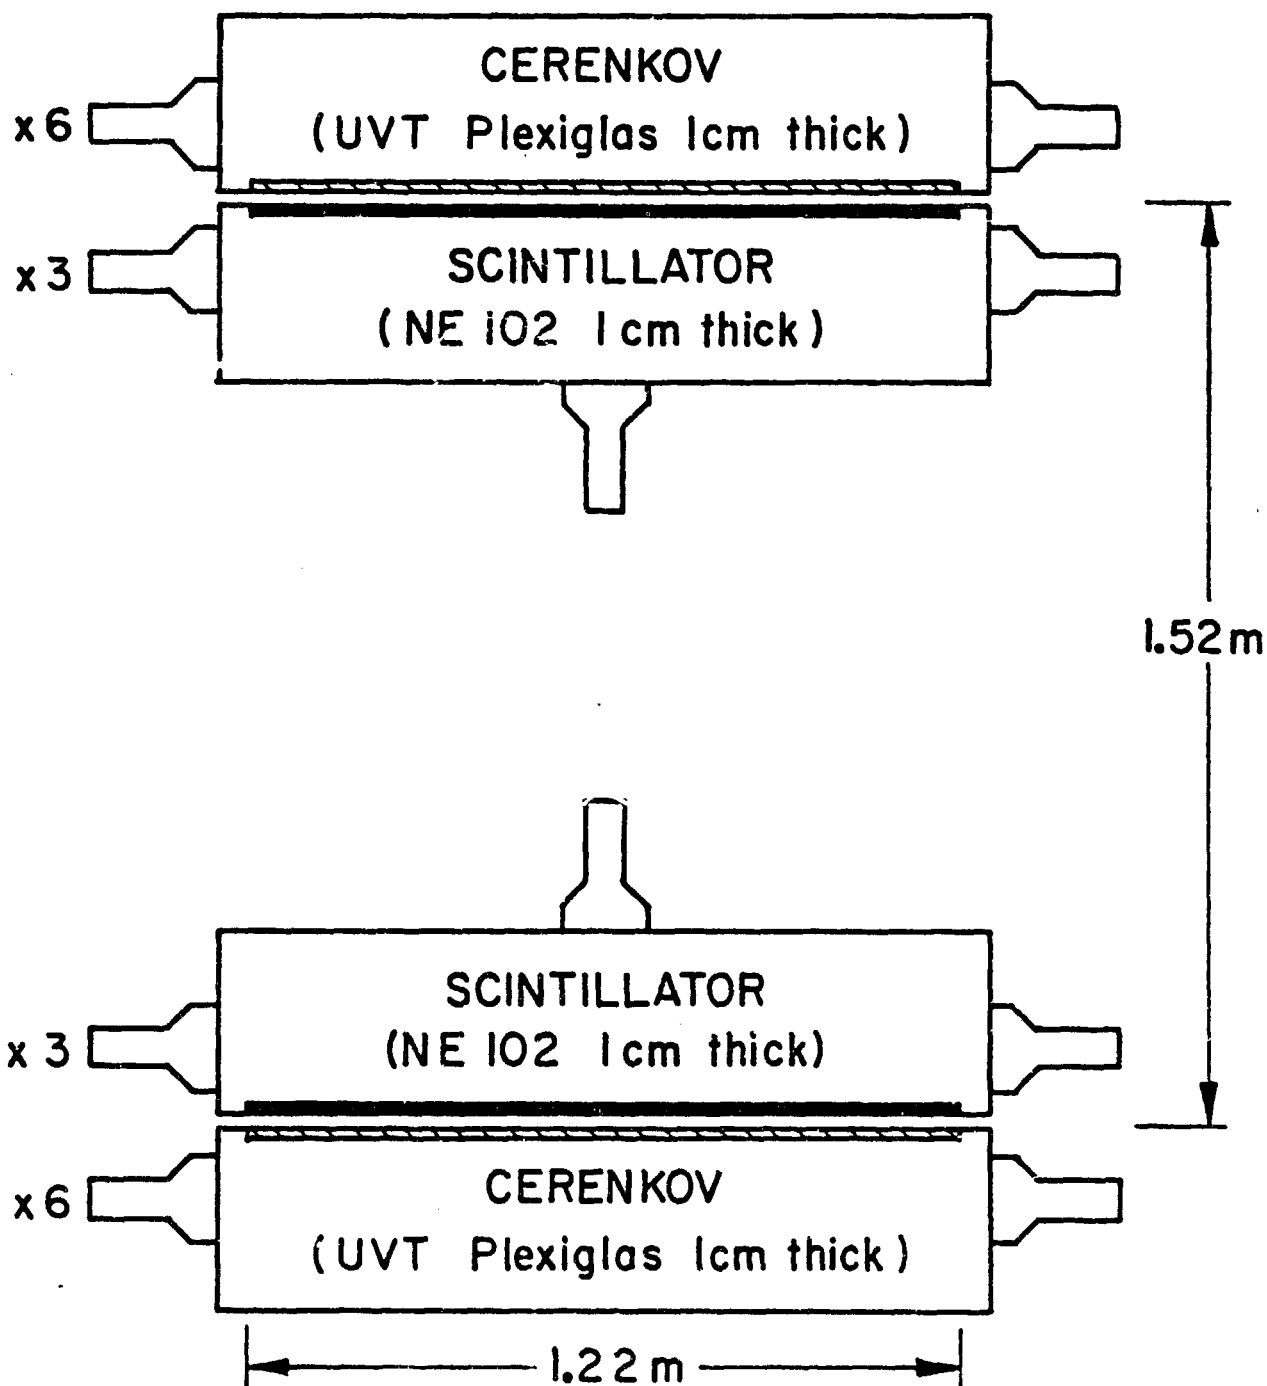 CERENKOV
x6 (UVT Plexiglas 1cm thick)
x3 SCINTILLATOR
(NE 102 1cm thick)
1.52m
SCINTILLATOR
x3 (NE 102 1cm thick)
x6 CERENKOV
(UVT Plexiglas 1cm thick)
1.22m